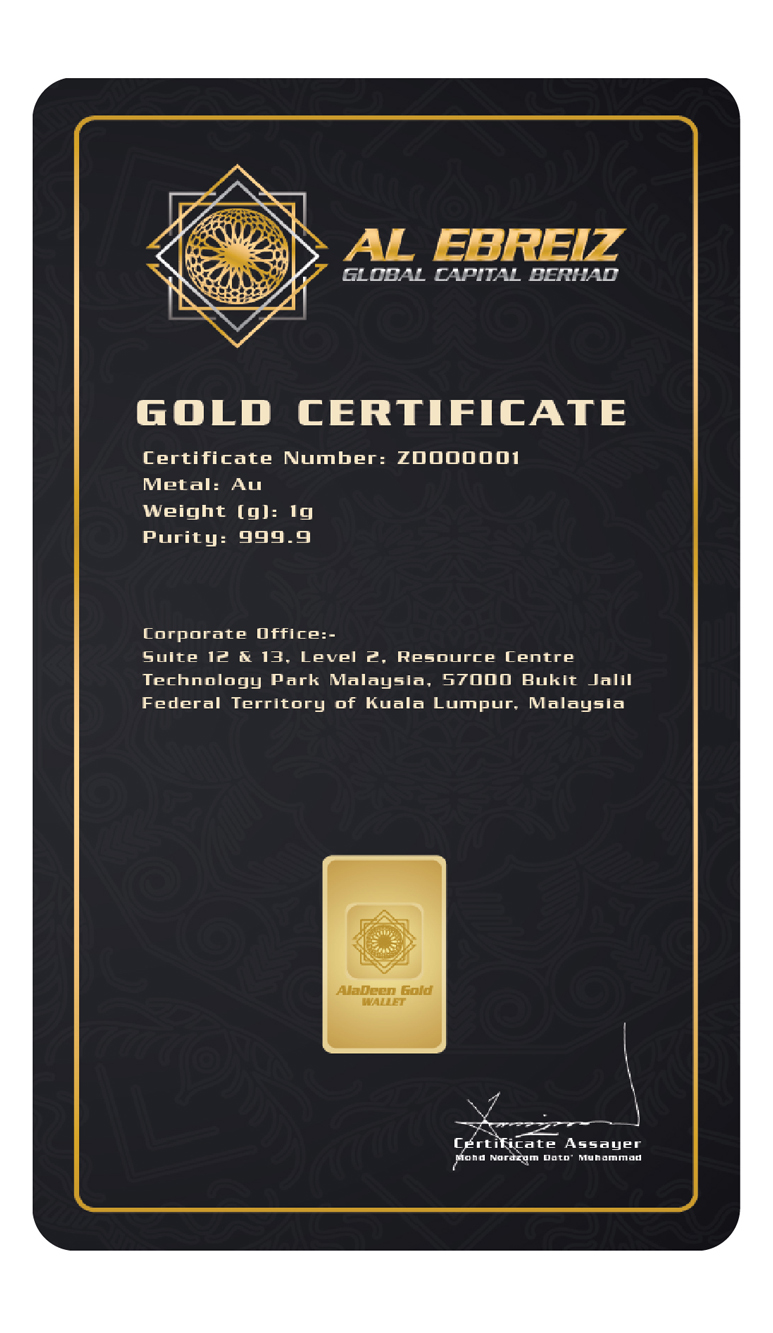 AL EBREIZ
GLOBAL CAPITAL BERHAD
GOLD CERTIFICATE
Certificate Number: ZD000001
Metal: Au
Weight (g): 1g
Purity: 999.9
Corporate Office:-
Suite 12 & 13, Level 2, Resource Centre
Technology Park Malaysia, 57000 Bukit Jalil
Federal Territory of Kuala Lumpur, Malaysia
AlaDeen Gold
WALLET
Certificate Assayer
Mohd Norazam Dato' Muhammad